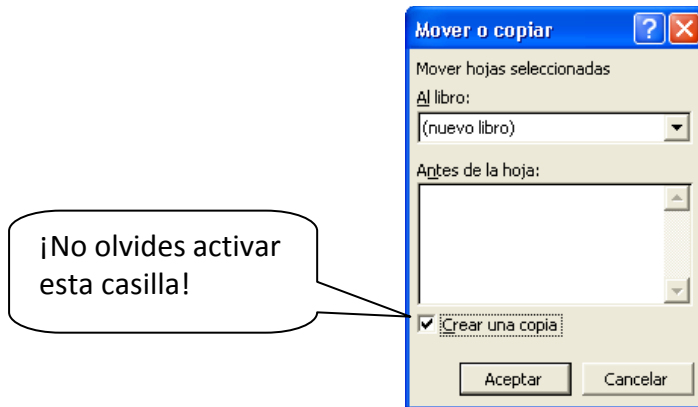 Mover o copiar
Mover hojas seleccionadas
Al libro:
(nuevo libro)
Antes de la hoja:
¡No olvides activar
esta casilla!
Crear una copia
Aceptar Cancelar